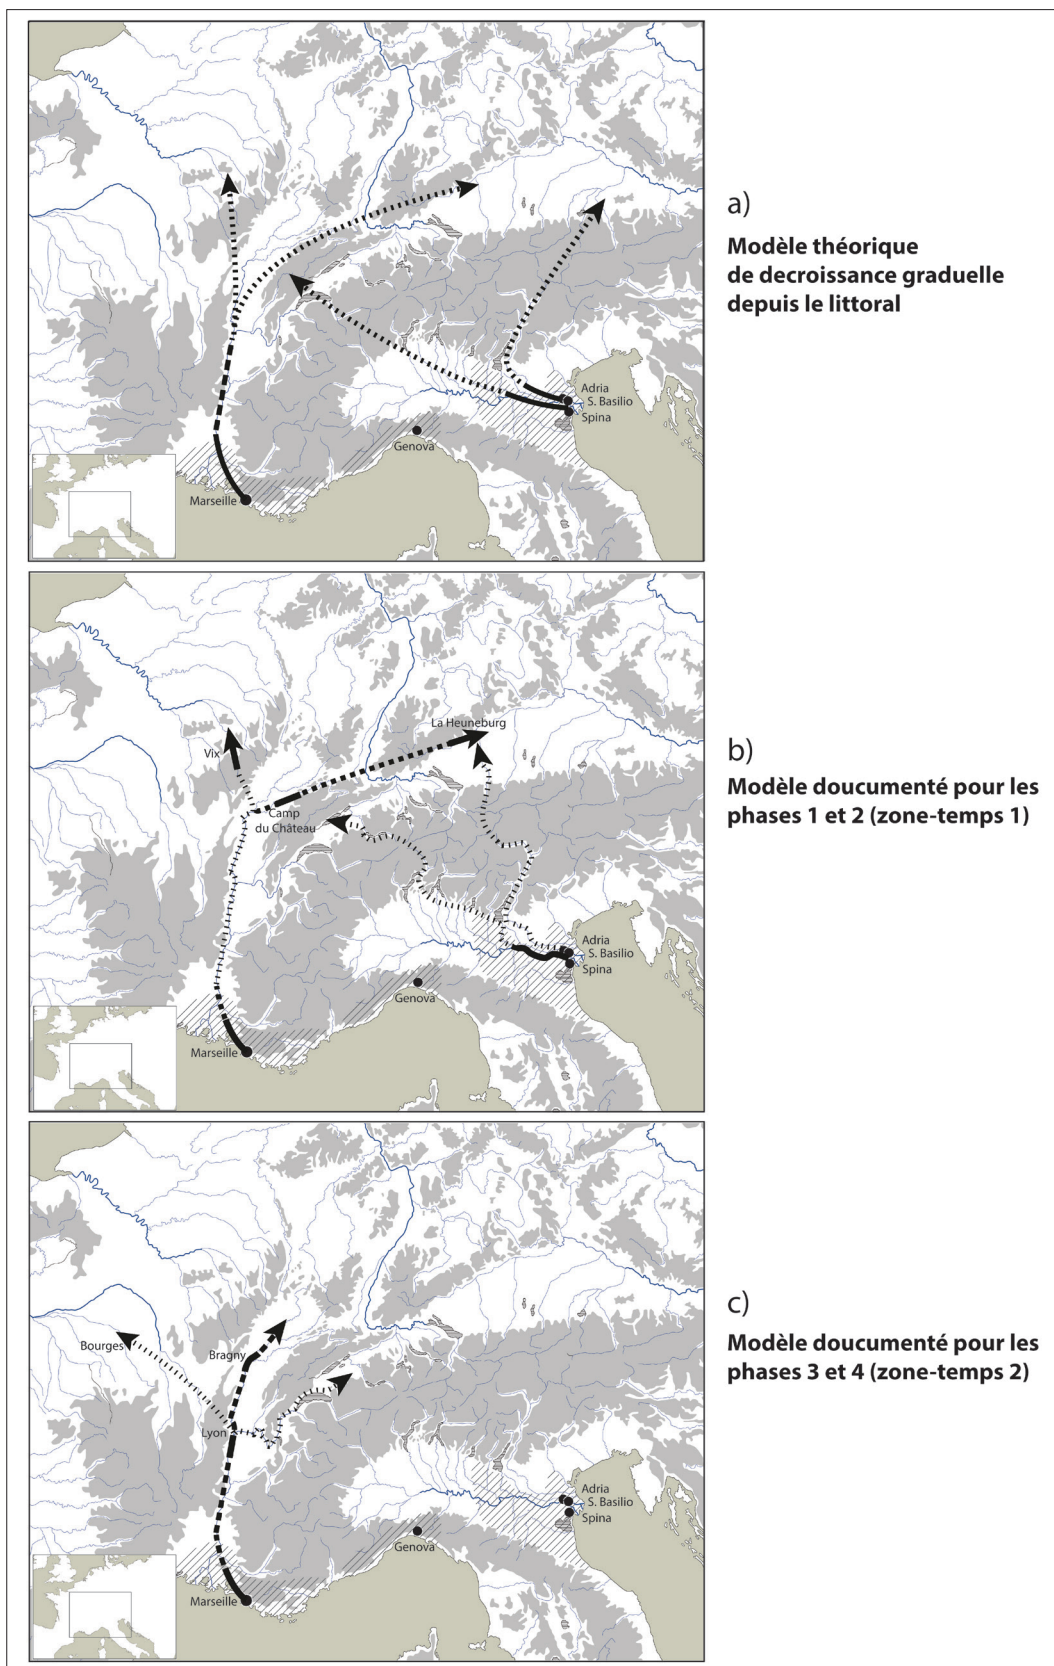 a)
Modèle théorique
de decroissance graduelle
depuis le littoral
Adria
S. Basilio
Spina
Genova
Marseille
b)
Modèle doucumenté pour les
phases 1 et 2 (zone-temps 1)
La Heuneburg
Vix
Camp
du Château
Adria
S. Basilio
Spina
Genova
Marseille
c)
Modèle doucumenté pour les
phases 3 et 4 (zone-temps 2)
Bourges
Bragny
Lyon
Adria
S. Basilio
Spina
Genova
Marseille